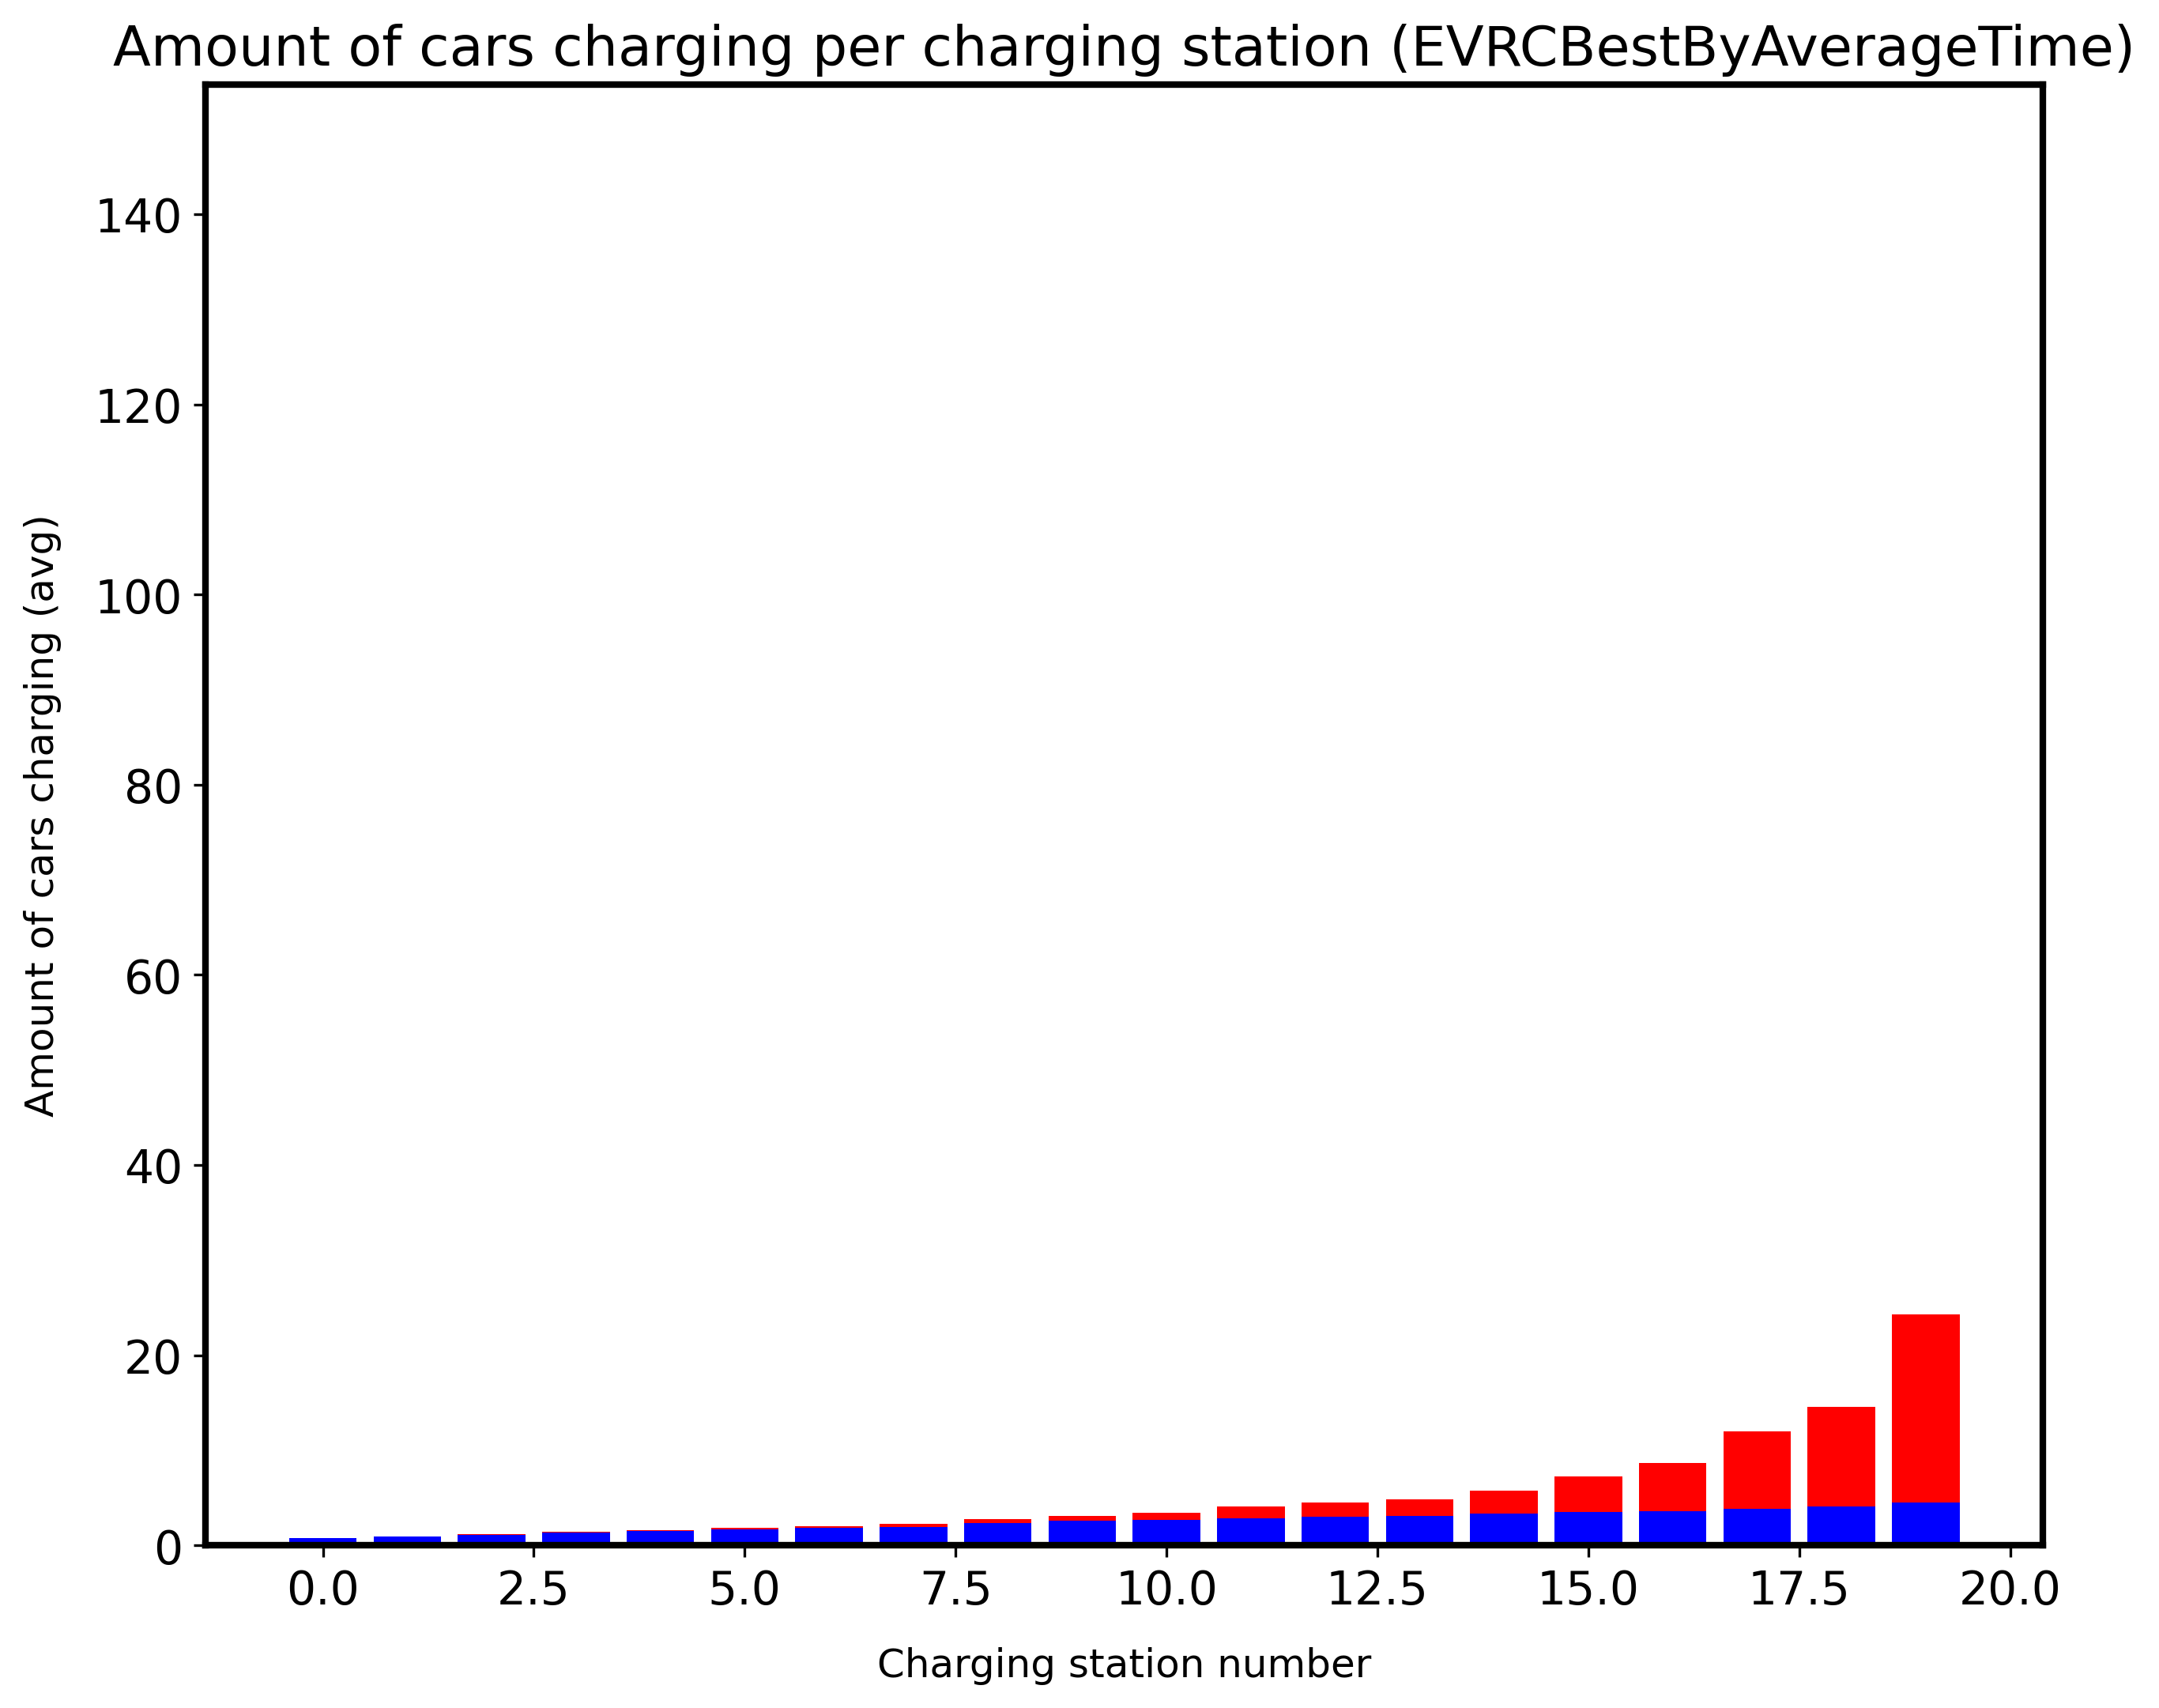 Amount of cars charging per charging station (EVRCBestByAverageTime)
140
120
100
80
60
40
20
0
Amount of cars charging (avg)
0.0 2.5 5.0 7.5 10.0 12.5 15.0 17.5 20.0
Charging station number